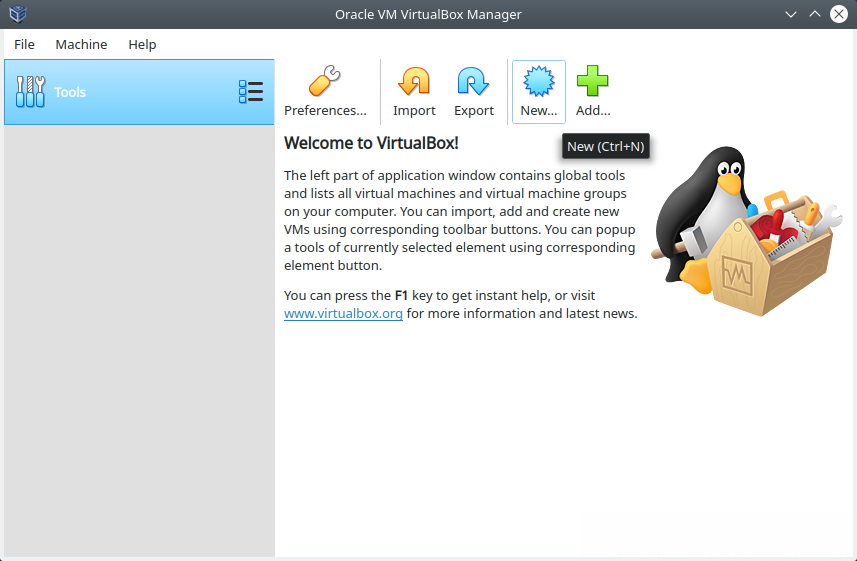 Oracle VM VirtualBox Manager
File Machine Help
Tools
Preferences... Import Export New... Add...
New (Ctrl+N)
Welcome to VirtualBox!
The left part of application window contains global tools
and lists all virtual machines and virtual machine groups
on your computer. You can import, add and create new
VMs using corresponding toolbar buttons. You can popup
a tools of currently selected element using corresponding
element button.
You can press the F1 key to get instant help, or visit
www.virtualbox.org for more information and latest news.